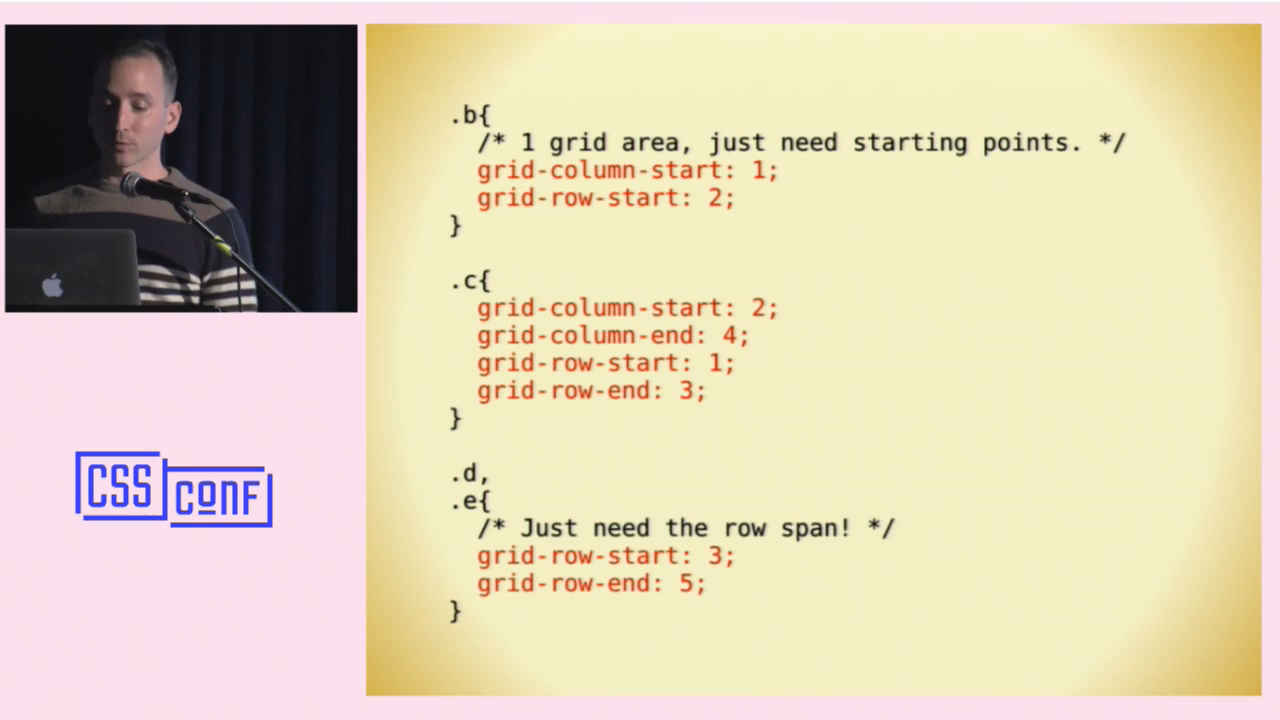 .b{
/* 1 grid area, just need starting points. */
grid-column-start: 1;
grid-row-start: 2;
}
.c{
grid-column-start: 2;
grid-column-end: 4;
grid-row-start: 1;
grid-row-end: 3;
}
.d,
.e{
/* Just need the row span! */
grid-row-start: 3;
grid-row-end: 5;
}
CSS
CONF